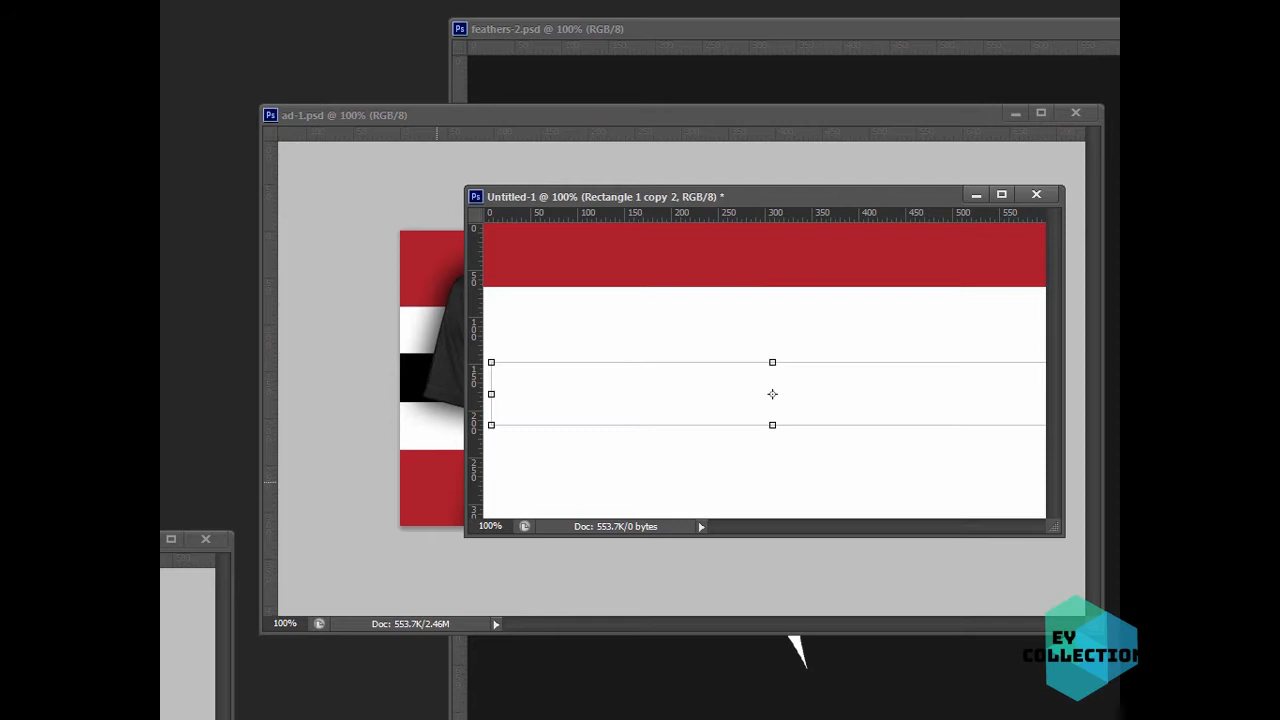 feathers-2.psd @ 100% (RGB/8)
ad-1.psd @ 100% (RGB/8)
Untitled-1 @ 100% (Rectangle 1 copy 2, RGB/8) *
0 50 100 150 200 250 300 350 400 450 500 550
100% Doc: 553.7K/0 bytes
100% Doc: 553.7K/2.46M
EY
COLLECTION